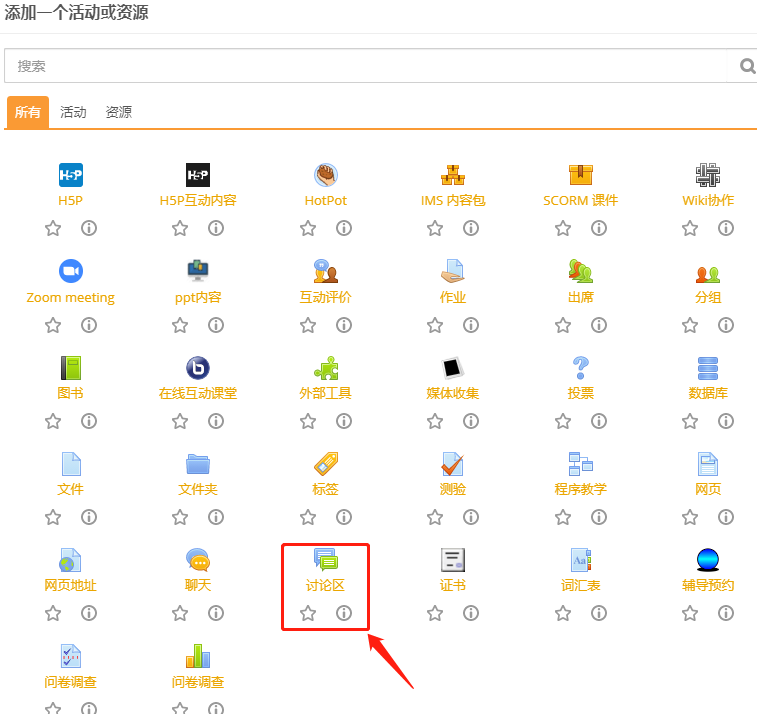 添加一个活动或资源
搜索
所有 活动 资源
H5P H5P互动内容 HotPot IMS 内容包 SCORM 课件 Wiki协作
Zoom meeting ppt内容 互动评价 作业 出席 分组
图书 在线互动课堂 外部工具 媒体收集 投票 数据库
文件 文件夹 标签 测验 程序教学 网页
网页地址 聊天 讨论区 证书 词汇表 辅导预约
问卷调查 问卷调查